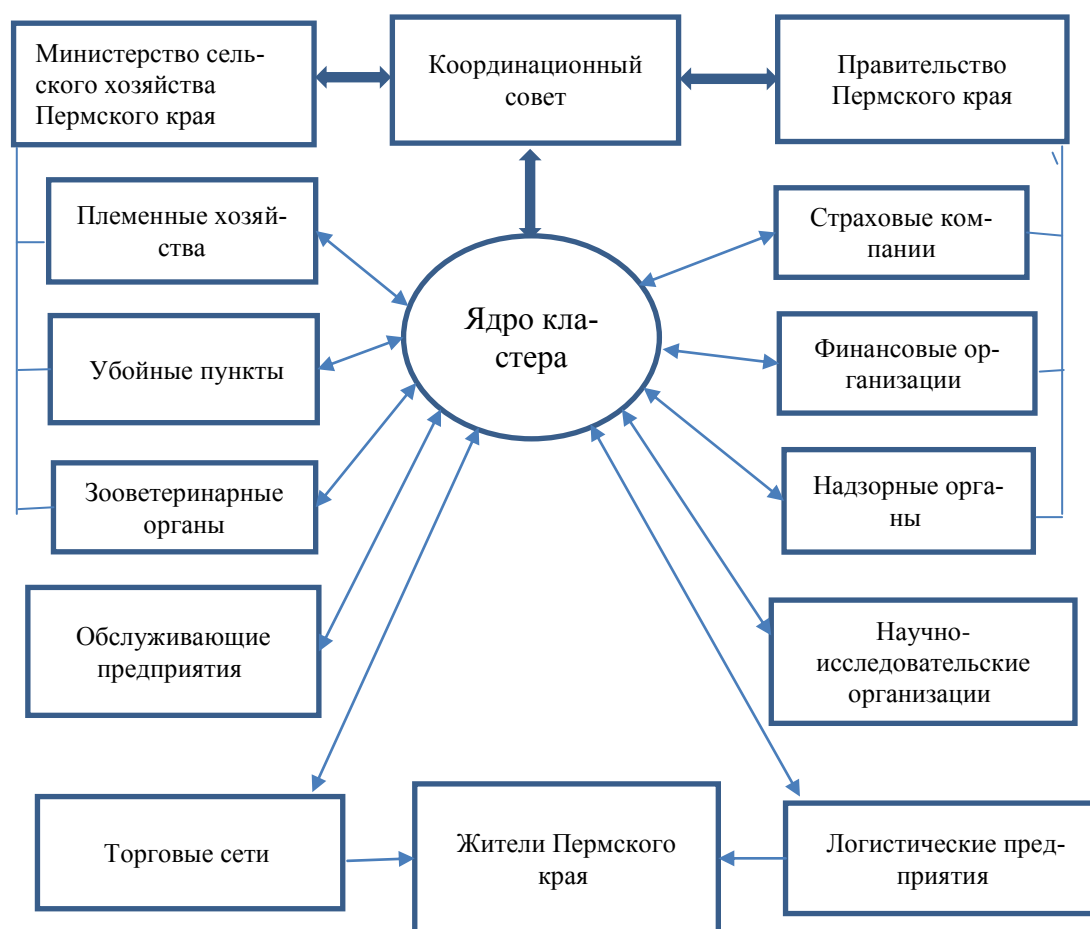 Министерство сель-
ского хозяйства
Пермского края
Координационный
совет
Правительство
Пермского края
Племенные хозяй-
ства
Страховые ком-
пании
Ядро кла-
стера
Убойные пункты
Финансовые ор-
ганизации
Зооветеринарные
органы
Надзорные орга-
ны
Обслуживающие
предприятия
Научно-
исследовательские
организации
Торговые сети
Жители Пермского
края
Логистические пред-
приятия